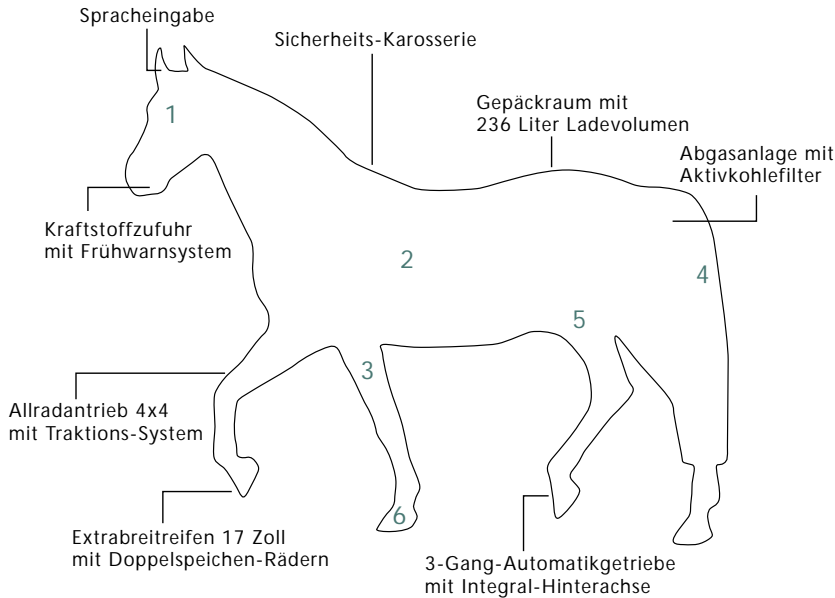 Spracheingabe
Sicherheits-Karosserie
Gepäckraum mit
236 Liter Ladevolumen
Abgasanlage mit
Aktivkohlefilter
1
Kraftstoffzufuhr
mit Frühwarnsystem
2
4
5
3
Allradantrieb 4x4
mit Traktions-System
6
Extrabreitreifen 17 Zoll
mit Doppelspeichen-Rädern
3-Gang-Automatikgetriebe
mit Integral-Hinterachse